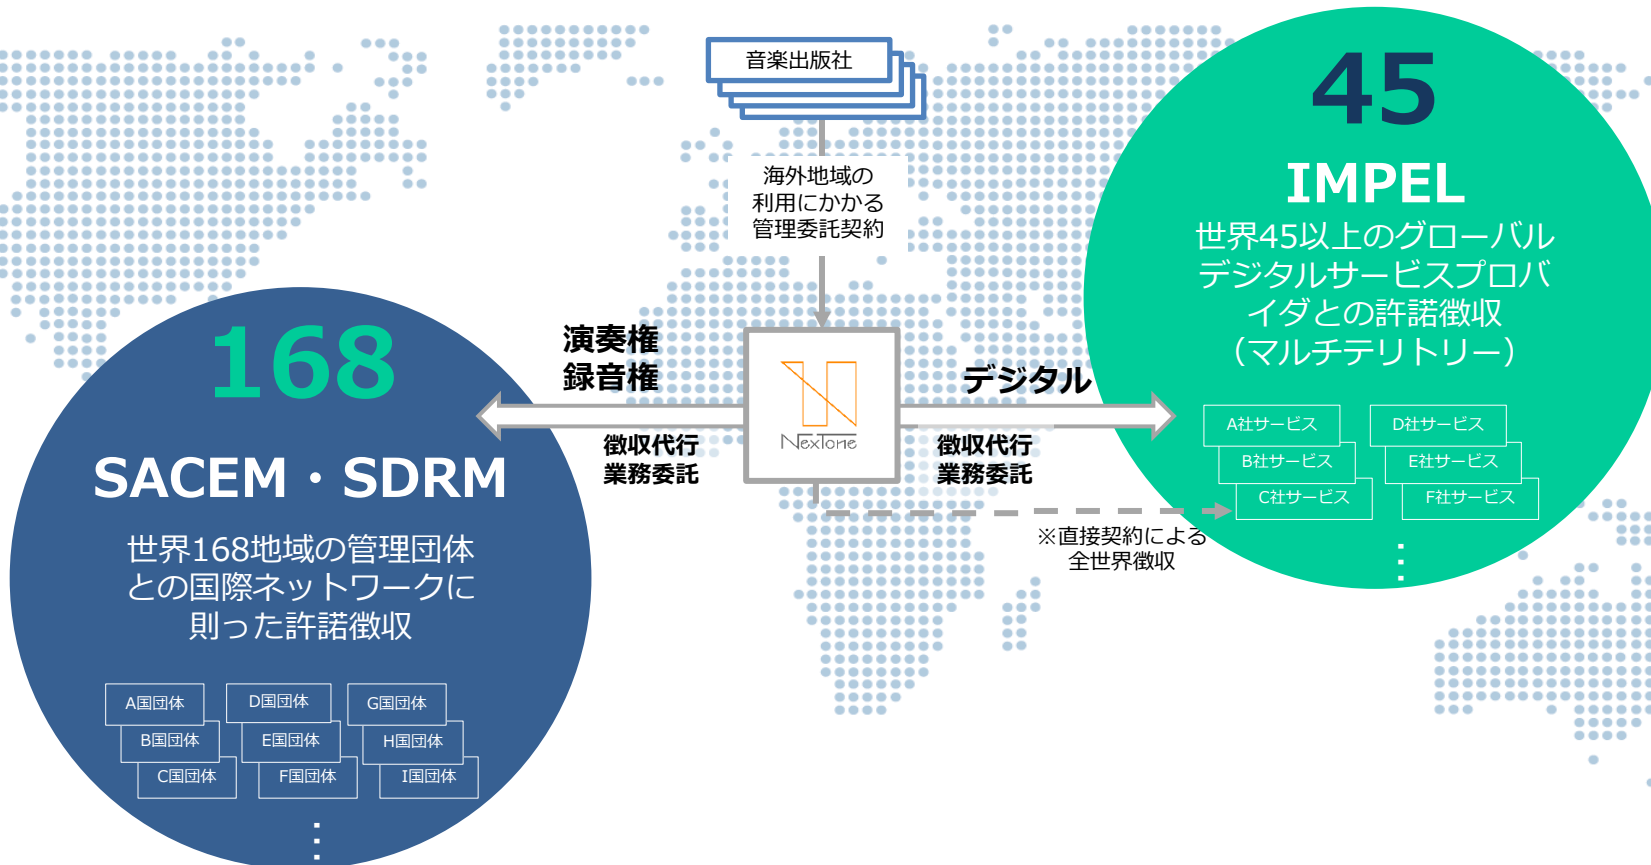 音楽出版社
海外地域の
利用にかかる
管理委託契約
45
IMPEL
世界45以上のグローバル
デジタルサービスプロバ
イダとの許諾徴収
（マルチテリトリー）
A社サービス
B社サービス
C社サービス
D社サービス
E社サービス
F社サービス
⋮
演奏権
録音権
徴収代行
業務委託
NexTone
デジタル
徴収代行
業務委託
※直接契約による
全世界徴収
168
SACEM・SDRM
世界168地域の管理団体
との国際ネットワークに
則った許諾徴収
A国団体
B国団体
C国団体
D国団体
E国団体
F国団体
G国団体
H国団体
I国団体
⋮